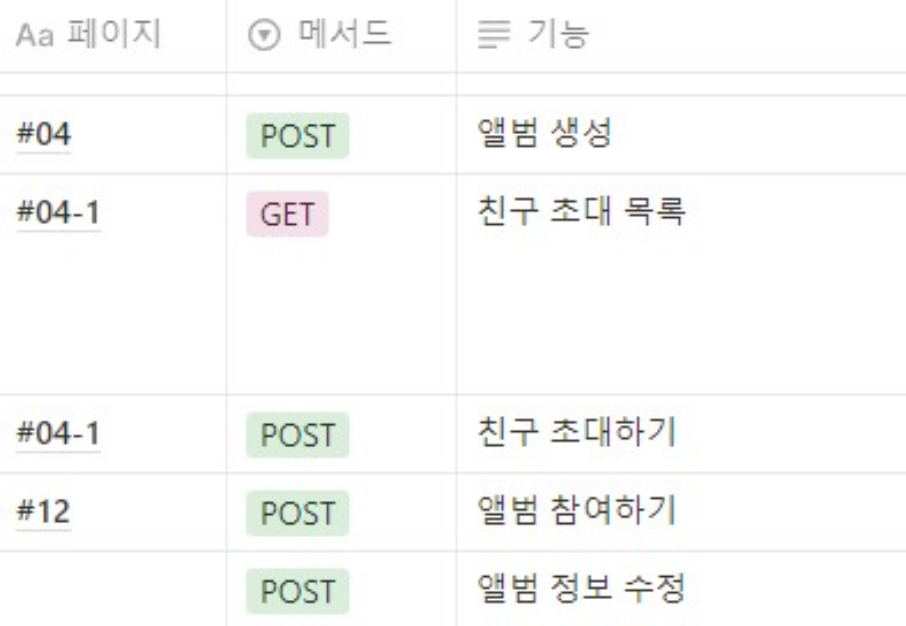 Aa 페이지 메서드 기능
#04 POST 앨범 생성
#04-1 GET 친구 초대 목록
#04-1 POST 친구 초대하기
#12 POST 앨범 참여하기
POST 앨범 정보 수정